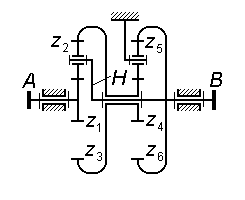 z₂ z₅
A H B
z₁ z₄
z₃ z₆